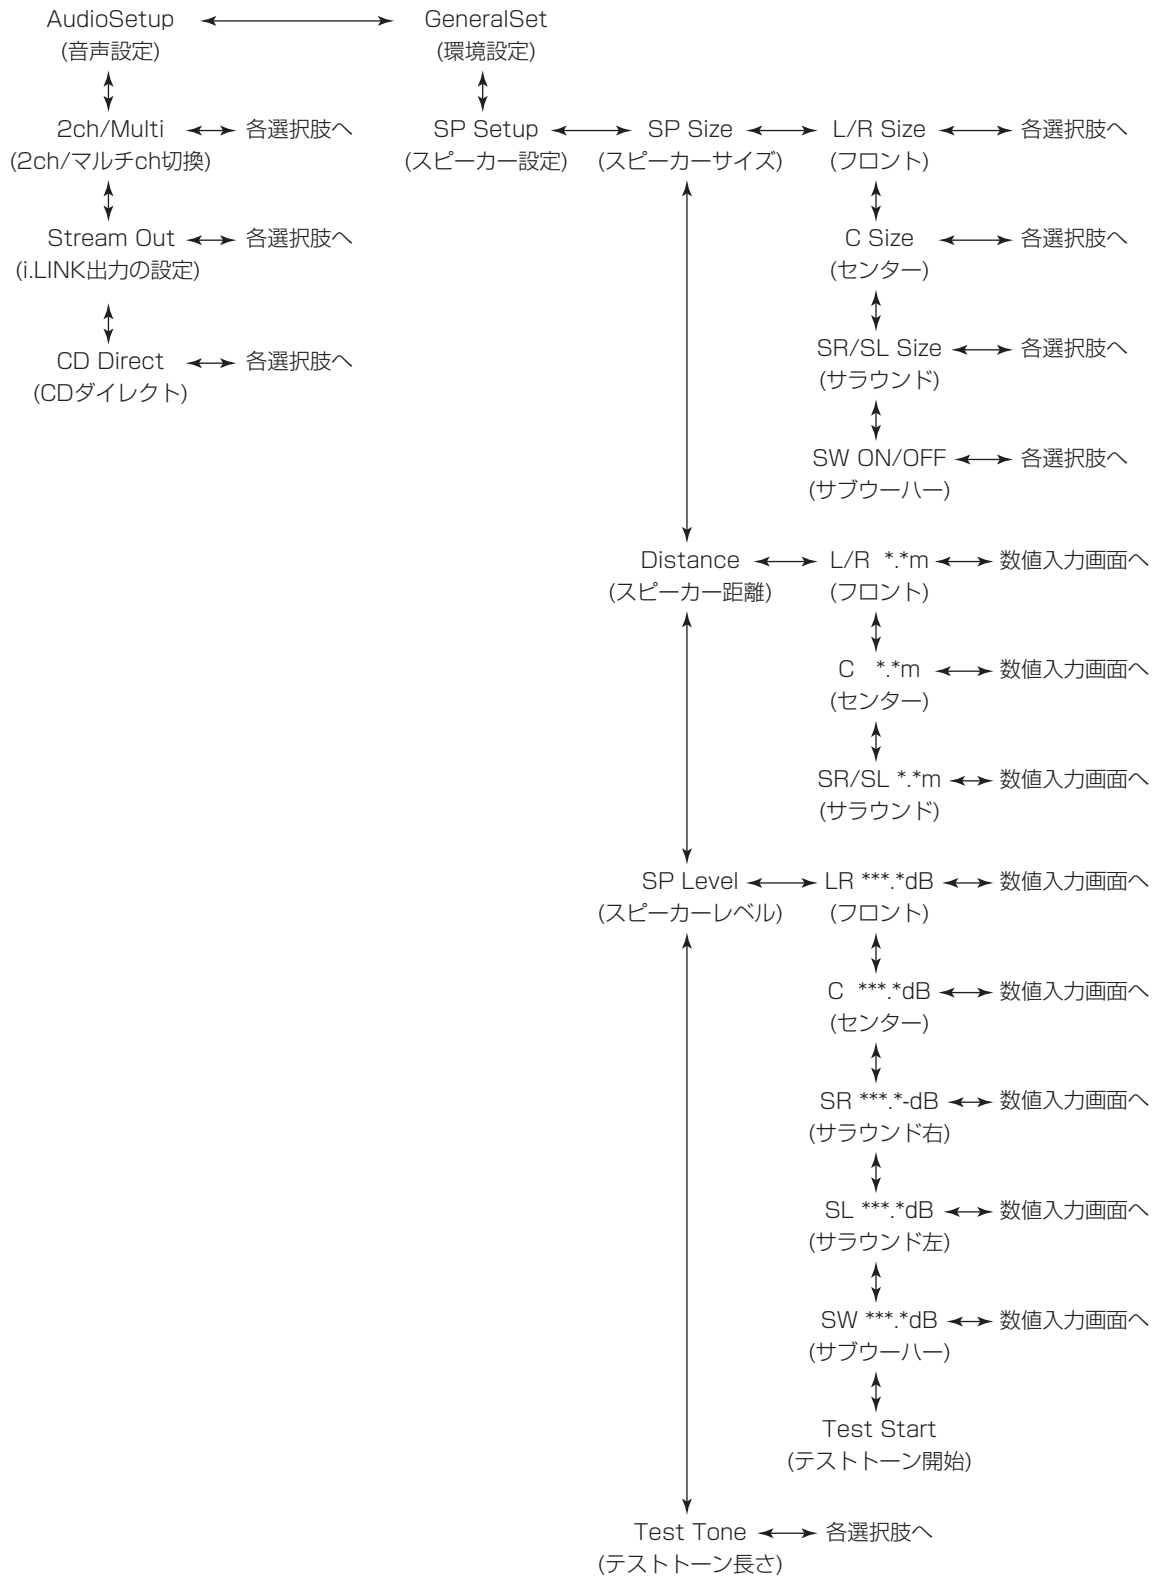 AudioSetup GeneralSet
(音声設定) (環境設定)
2ch/Multi 各選択肢へ SP Setup SP Size L/R Size 各選択肢へ
(2ch/マルチch切換) (スピーカー設定) (スピーカーサイズ) (フロント)
Stream Out 各選択肢へ C Size 各選択肢へ
(i.LINK出力の設定) (センター)
CD Direct 各選択肢へ SR/SL Size 各選択肢へ
(CDダイレクト) (サラウンド)
SW ON/OFF 各選択肢へ
(サブウーハー)
Distance L/R *.*m 数値入力画面へ
(スピーカー距離) (フロント)
C *.*m 数値入力画面へ
(センター)
SR/SL *.*m 数値入力画面へ
(サラウンド)
SP Level LR ***.*dB 数値入力画面へ
(スピーカーレベル) (フロント)
C ***.*dB 数値入力画面へ
(センター)
SR ***.*-dB 数値入力画面へ
(サラウンド右)
SL ***.*dB 数値入力画面へ
(サラウンド左)
SW ***.*dB 数値入力画面へ
(サブウーハー)
Test Start
(テストトーン開始)
Test Tone 各選択肢へ
(テストトーン長さ)